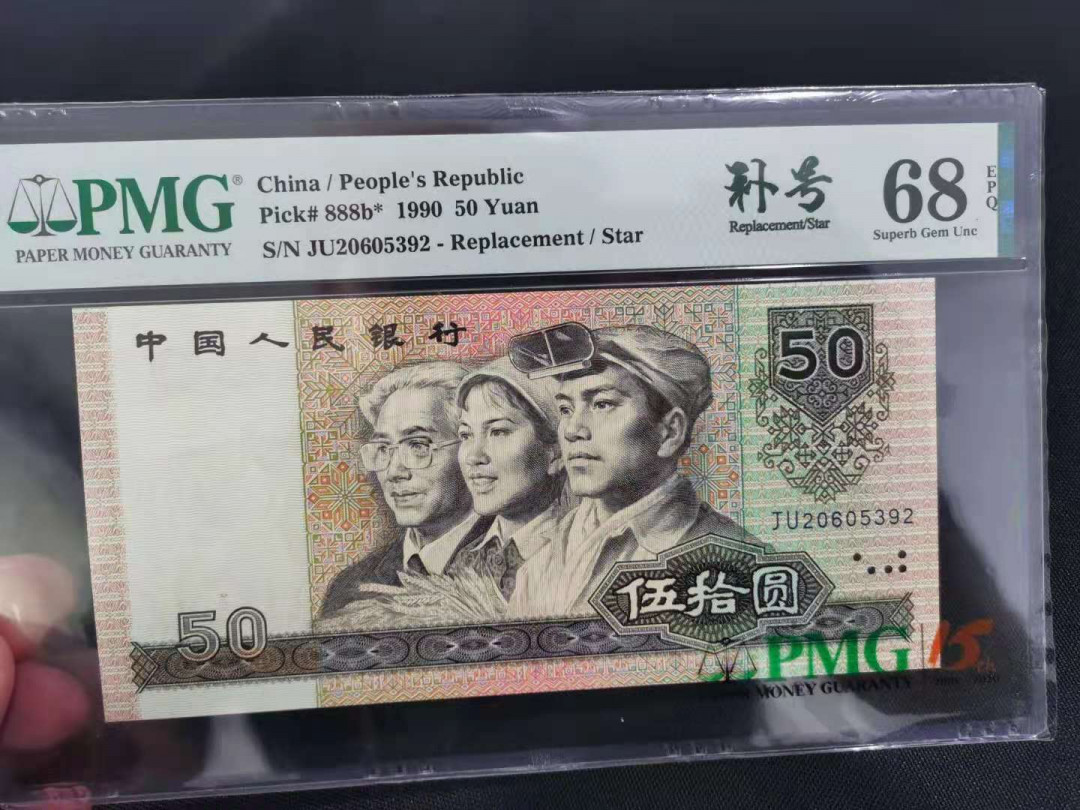 PMG®
PAPER MONEY GUARANTY
China / People's Republic
Pick# 888b* 1990 50 Yuan
S/N JU20605392 - Replacement / Star
补号
Replacement/Star
68
EPQ
Superb Gem Unc
中国人民银行
50
JU20605392
伍拾圆
50
PMG
MONEY GUARANTY
15th